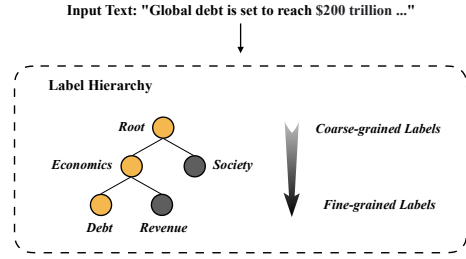 Input Text: "Global debt is set to reach $200 trillion ..."
Label Hierarchy
Root
Coarse-grained Labels
Economics
Society
Fine-grained Labels
Debt
Revenue